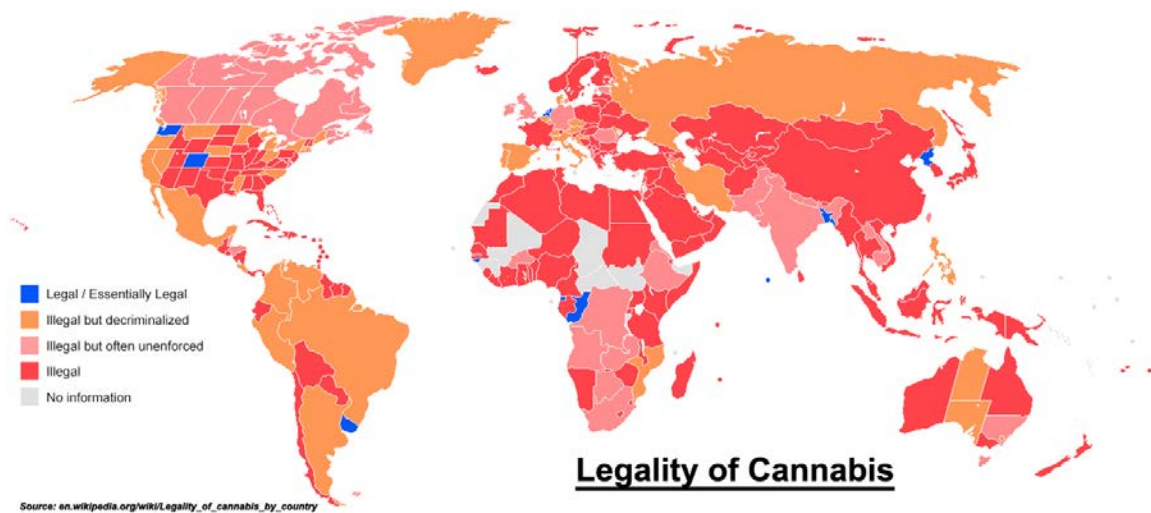 Legal / Essentially Legal
Illegal but decriminalized
Illegal but often unenforced
Illegal
No information
Legality of Cannabis
Source: en.wikipedia.org/wiki/Legality_of_cannabis_by_country